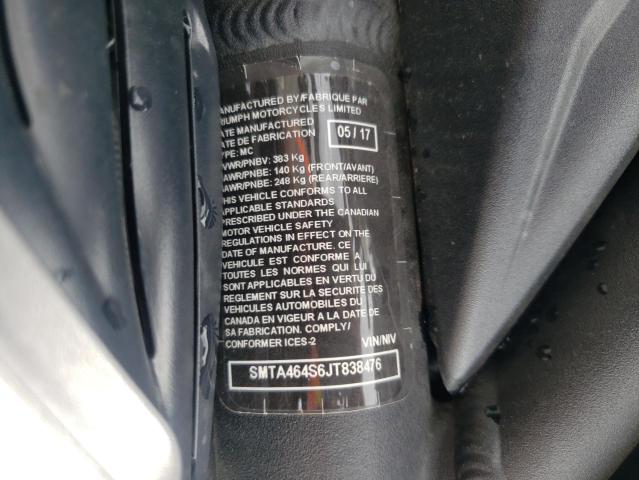 ANUFACTURED BY/FABRIQUE PAR
RIUMPH MOTORCYCLES LIMITED
ATE MANUFACTURED
ATE DE FABRICATION
05 / 17
YPE: MC
VWR/PNBV: 383 Kg
AWR/PNBE: 140 Kg (FRONT/AVANT)
AWR/PNBE: 248 Kg (REAR/ARRIERE)
THIS VEHICLE CONFORMS TO ALL
APPLICABLE STANDARDS
PRESCRIBED UNDER THE CANADIAN
MOTOR VEHICLE SAFETY
REGULATIONS IN EFFECT ON THE
DATE OF MANUFACTURE. CE
VEHICULE EST CONFORME A
TOUTES LES NORMES QUI LUI
SONT APPLICABLES EN VERTU DU
REGLEMENT SUR LA SECURITE DES
VEHICULES AUTOMOBILES DU
CANADA EN VIGEUR A LA DATE DE
SA FABRICATION. COMPLY/
CONFORMER ICES-2
VIN/NIV
SMTA464S6JT838476